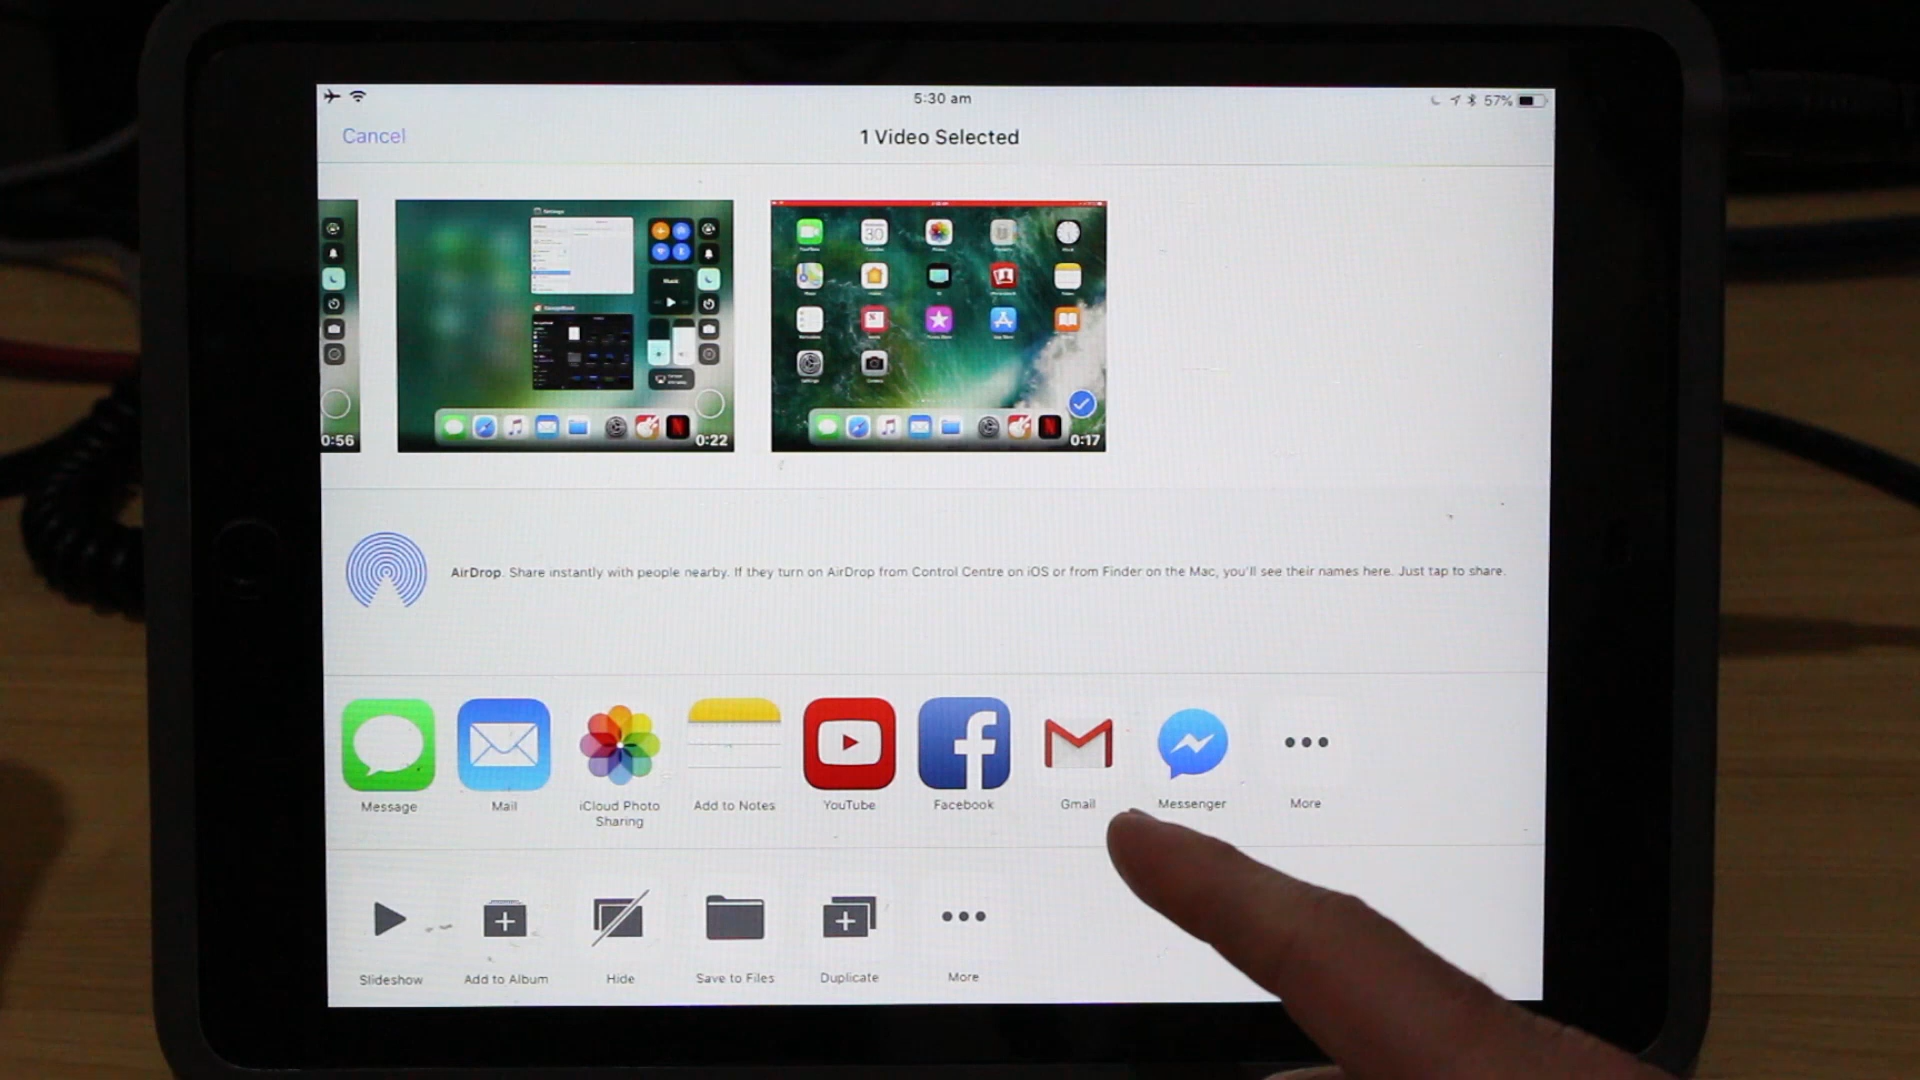 5:30 am
57%
Cancel
1 Video Selected
Settings
Music
30
0:56
0:22
0:17
AirDrop. Share instantly with people nearby. If they turn on AirDrop from Control Centre on iOS or from Finder on the Mac, you'll see their names here. Just tap to share.
Message
Mail
iCloud Photo
Sharing
Add to Notes
YouTube
Facebook
Gmail
Messenger
More
Slideshow
Add to Album
Hide
Save to Files
Duplicate
More